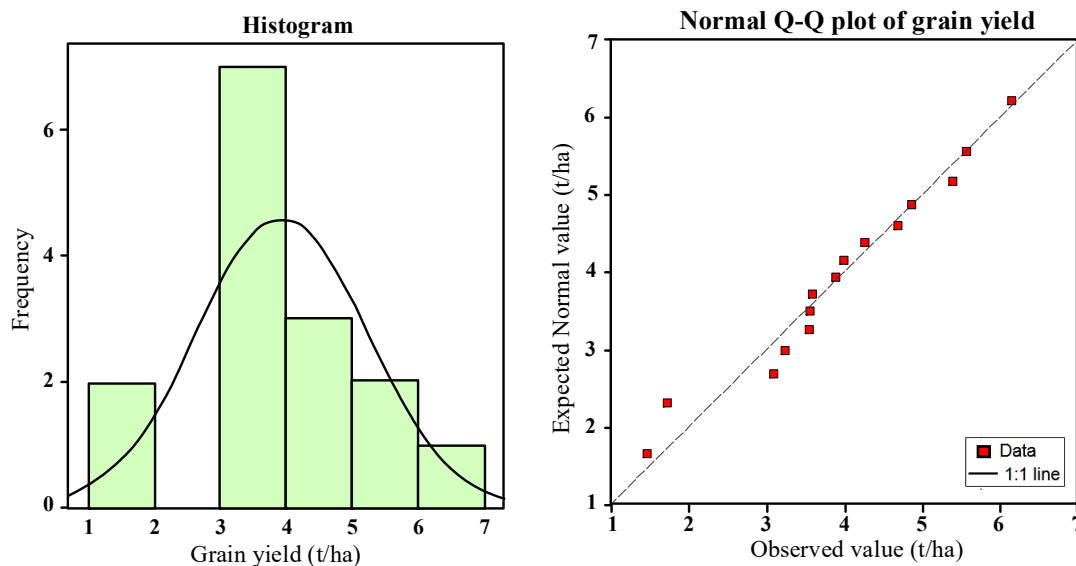 Histogram
Frequency
6
4
2
0
1 2 3 4 5 6 7
Grain yield (t/ha)
Normal Q-Q plot of grain yield
Expected Normal value (t/ha)
7
6
5
4
3
2
1
1 2 3 4 5 6 7
Observed value (t/ha)
Data
1:1 line